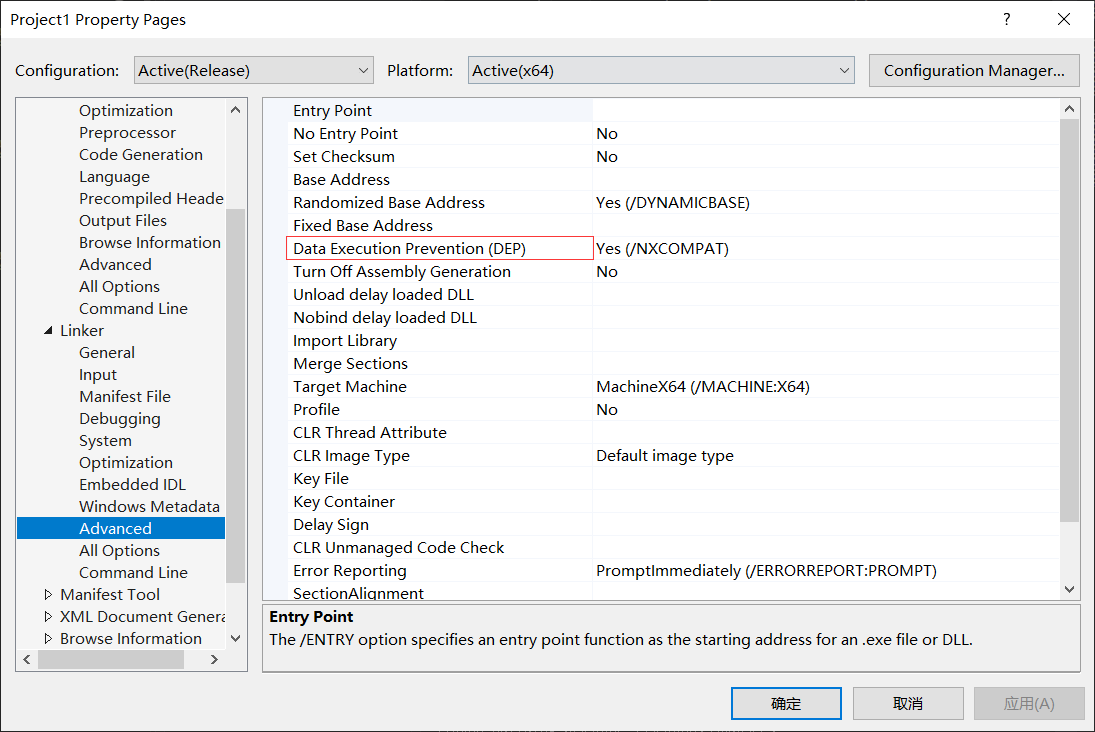 Project1 Property Pages
?
Configuration: Active(Release) Platform: Active(x64) Configuration Manager...
Optimization
Preprocessor
Code Generation
Language
Precompiled Heade
Output Files
Browse Information
Advanced
All Options
Command Line
Linker
General
Input
Manifest File
Debugging
System
Optimization
Embedded IDL
Windows Metadata
Advanced
All Options
Command Line
Manifest Tool
XML Document Genera
Browse Information
Entry Point
No Entry Point No
Set Checksum No
Base Address
Randomized Base Address Yes (/DYNAMICBASE)
Fixed Base Address
Data Execution Prevention (DEP) Yes (/NXCOMPAT)
Turn Off Assembly Generation No
Unload delay loaded DLL
Nobind delay loaded DLL
Import Library
Merge Sections
Target Machine MachineX64 (/MACHINE:X64)
Profile No
CLR Thread Attribute
CLR Image Type Default image type
Key File
Key Container
Delay Sign
CLR Unmanaged Code Check
Error Reporting PromptImmediately (/ERRORREPORT:PROMPT)
SectionAlignment
Entry Point
The /ENTRY option specifies an entry point function as the starting address for an .exe file or DLL.
确定 取消 应用(A)